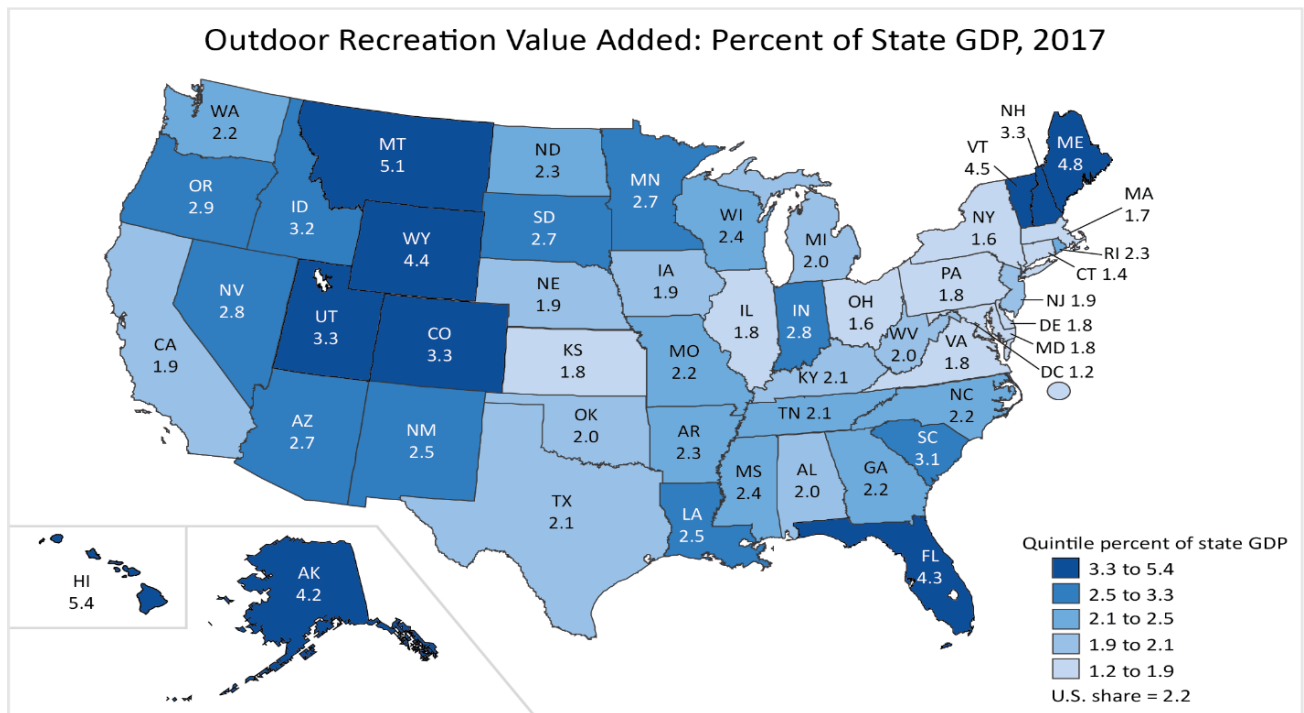 Outdoor Recreation Value Added: Percent of State GDP, 2017
WA
2.2
OR
2.9
CA
1.9
ID
3.2
NV
2.8
MT
5.1
WY
4.4
UT
3.3
CO
3.3
AZ
2.7
NM
2.5
ND
2.3
SD
2.7
NE
1.9
KS
1.8
OK
2.0
TX
2.1
MN
2.7
IA
1.9
MO
2.2
AR
2.3
LA
2.5
WI
2.4
IL
1.8
MI
2.0
IN
2.8
OH
1.6
KY 2.1
TN 2.1
MS
2.4
AL
2.0
GA
2.2
FL
4.3
SC
3.1
NC
2.2
VA
1.8
WV
2.0
PA
1.8
NY
1.6
VT
4.5
NH
3.3
ME
4.8
MA
1.7
RI 2.3
CT 1.4
NJ 1.9
DE 1.8
MD 1.8
DC 1.2
HI
5.4
AK
4.2
Quintile percent of state GDP
3.3 to 5.4
2.5 to 3.3
2.1 to 2.5
1.9 to 2.1
1.2 to 1.9
U.S. share = 2.2